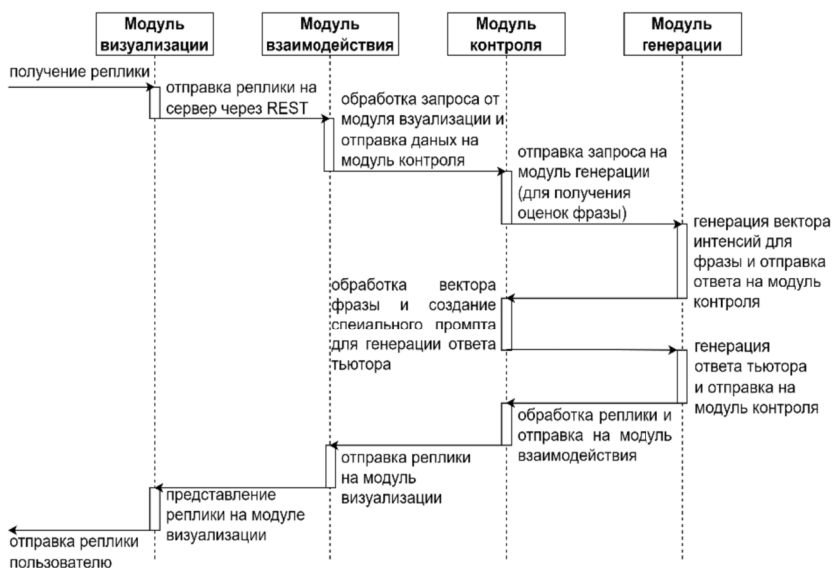 Модуль
визуализации
Модуль
взаимодействия
Модуль
контроля
Модуль
генерации
получение реплики
отправка реплики на
сервер через REST
обработка запроса от
модуля взуализации и
отправка даных на
модуль контроля
отправка запроса на
модуль генерации
(для получения
оценок фразы)
генерация вектора
интенсий для
фразы и отправка
ответа на модуль
контроля
обработка вектора
фразы и создание
специального промпта
для генерации ответа
тьютора
генерация
ответа тьютора
и отправка на
модуль контроля
обработка реплики и
отправка на модуль
взаимодействия
отправка реплики
на модуль
визуализации
представление
реплики на модуле
визуализации
отправка реплики
пользователю